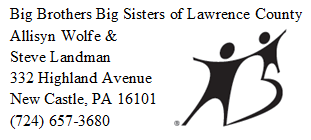 Big Brothers Big Sisters of Lawrence County
Allisyn Wolfe &
Steve Landman
332 Highland Avenue
New Castle, PA 16101
(724) 657-3680
®